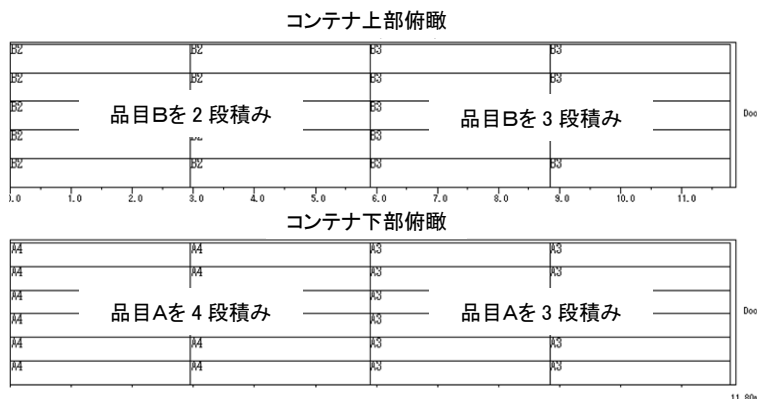 コンテナ上部俯瞰
B2 B2 B3 B3
B2 B2 B3 B3
B2 B2 B3 B3 Doo
品目Bを2段積み 品目Bを3段積み
B2 B3 B3
B2 B2 B3 B3
1.0 2.0 3.0 4.0 5.0 6.0 7.0 8.0 9.0 10.0 11.0
コンテナ下部俯瞰
A4 A4 A3 A3
A4 A4 A3 A3
A4 A4 A3 A3 Doo
品目Aを4段積み 品目Aを3段積み
A4 A3
A4 A4 A3 A3
A4 A4 A3 A3